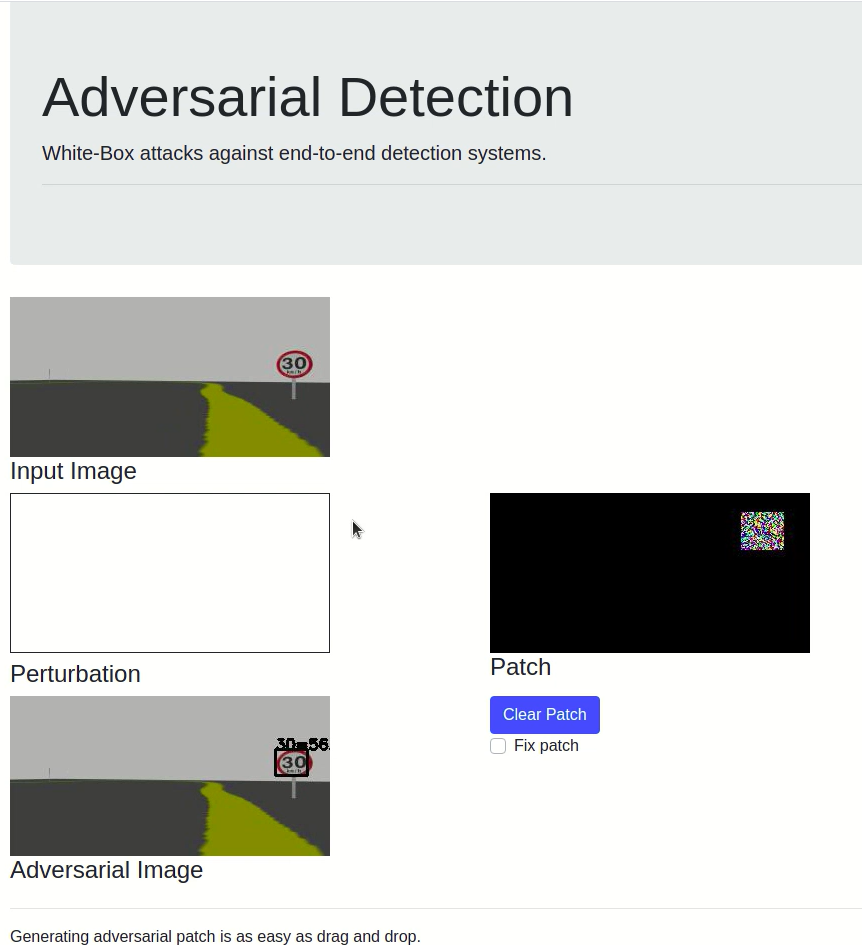 Adversarial Detection
White-Box attacks against end-to-end detection systems.
30
km/h
Input Image
Perturbation
Patch
Clear Patch
Fix patch
30
Adversarial Image
Generating adversarial patch is as easy as drag and drop.